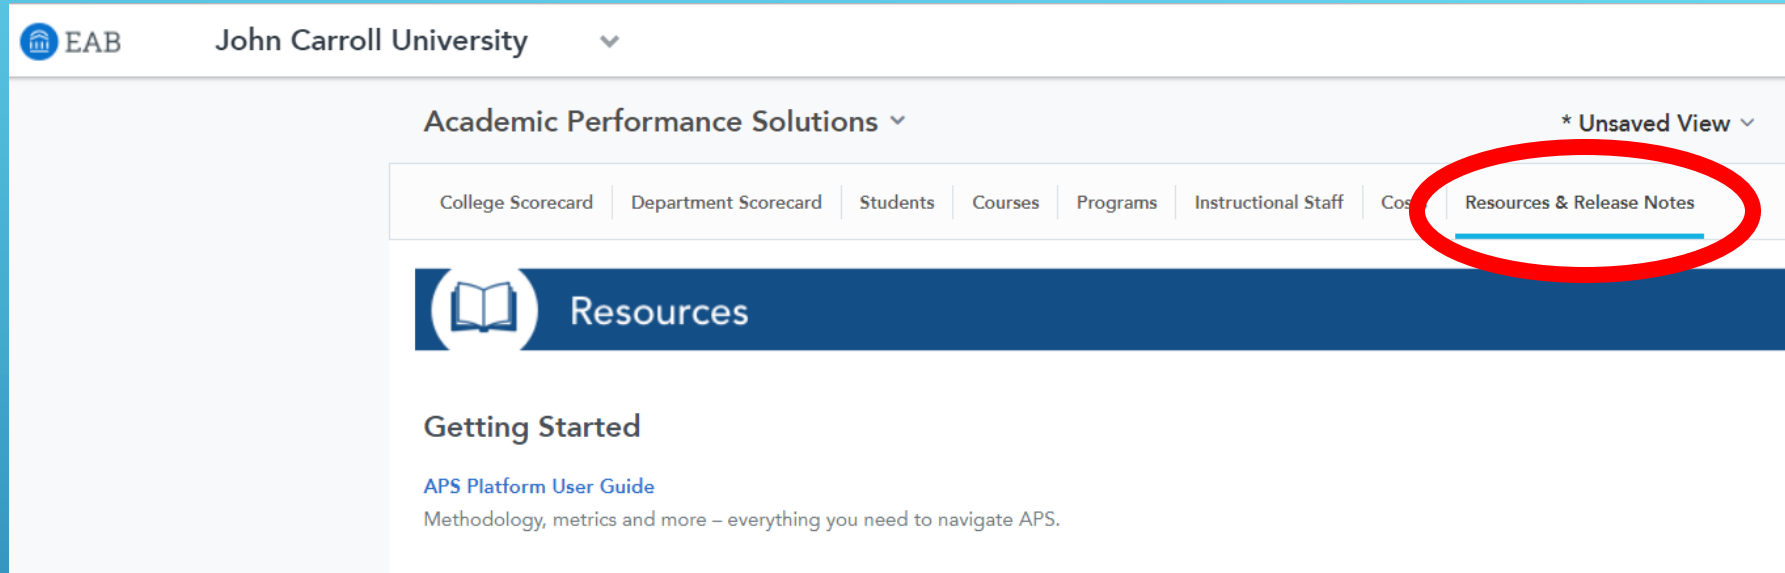 EAB John Carroll University
Academic Performance Solutions * Unsaved View
College Scorecard Department Scorecard Students Courses Programs Instructional Staff Resources & Release Notes
Resources
Getting Started
APS Platform User Guide
Methodology, metrics and more – everything you need to navigate APS.